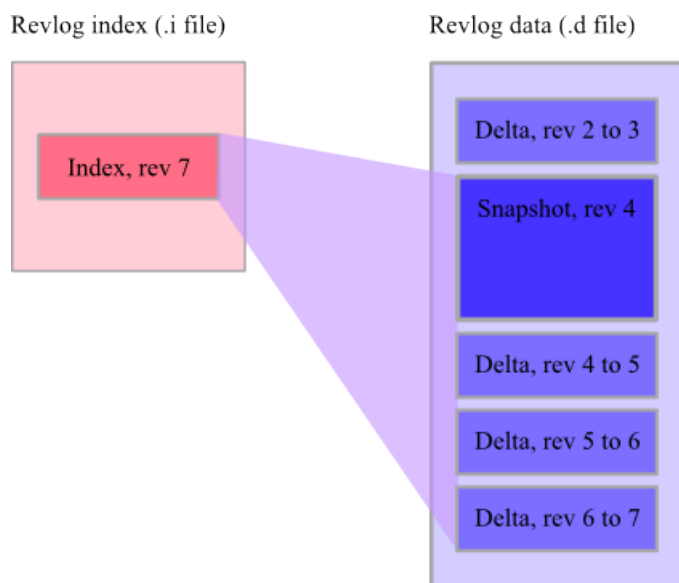 Revlog index (.i file)
Revlog data (.d file)
Index, rev 7
Delta, rev 2 to 3
Snapshot, rev 4
Delta, rev 4 to 5
Delta, rev 5 to 6
Delta, rev 6 to 7